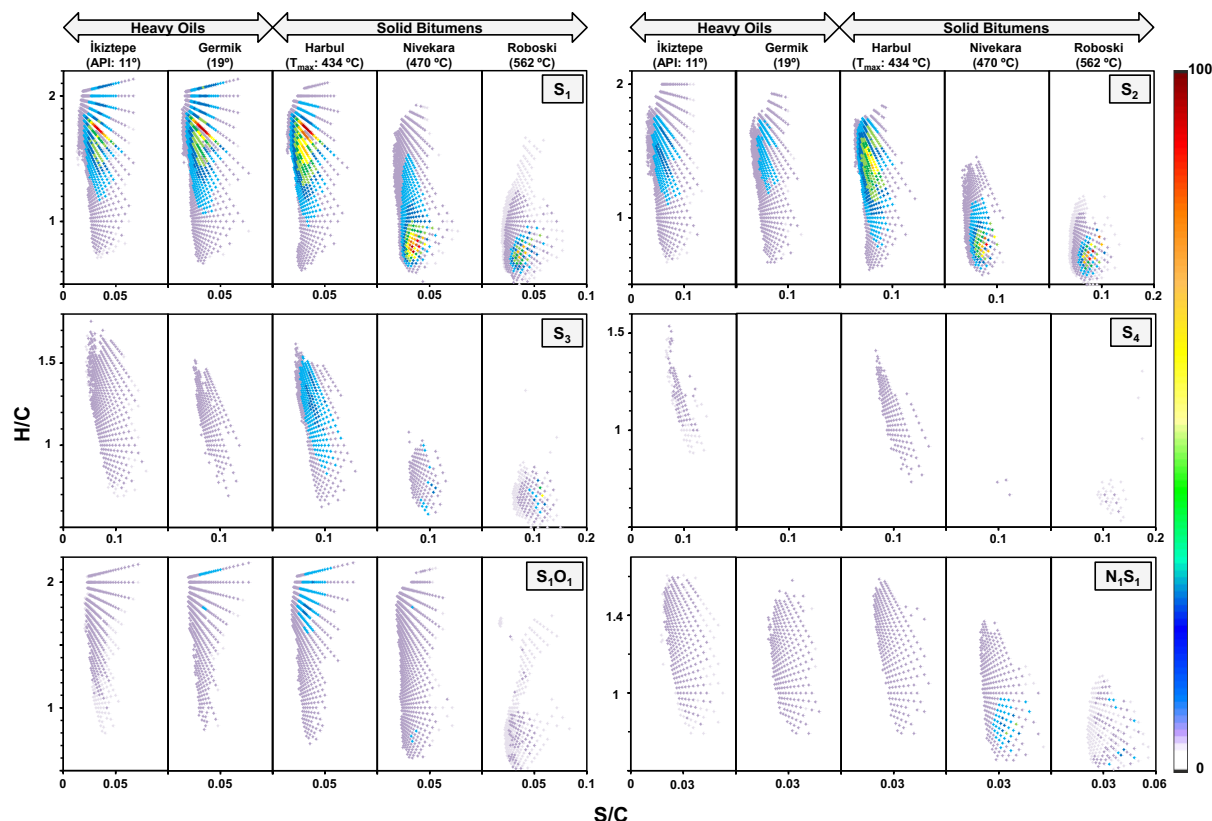 Heavy Oils Solid Bitumens Heavy Oils Solid Bitumens
İkiztepe Germik Harbul Nivekara Roboski İkiztepe Germik Harbul Nivekara Roboski
(API: 11º) (19º) (Tmax: 434 ºC) (470 ºC) (562 ºC) (API: 11º) (19º) (Tmax: 434 ºC) (470 ºC) (562 ºC)
100
2 S1 2 S2
1 1
0 0.05 0.05 0.05 0.05 0.05 0.1 0 0.1 0.1 0.1 0.1 0.1 0.2
S3 S4
1.5 1.5
H/C
1 1
0 0.1 0.1 0.1 0.1 0.1 0.2 0 0.1 0.1 0.1 0.1 0.1 0.2
2 S1O1 N1S1
1.4
1 1
0 0.05 0.05 0.05 0.05 0.05 0.1 0 0.03 0.03 0.03 0.03 0.03 0.06
0
S/C